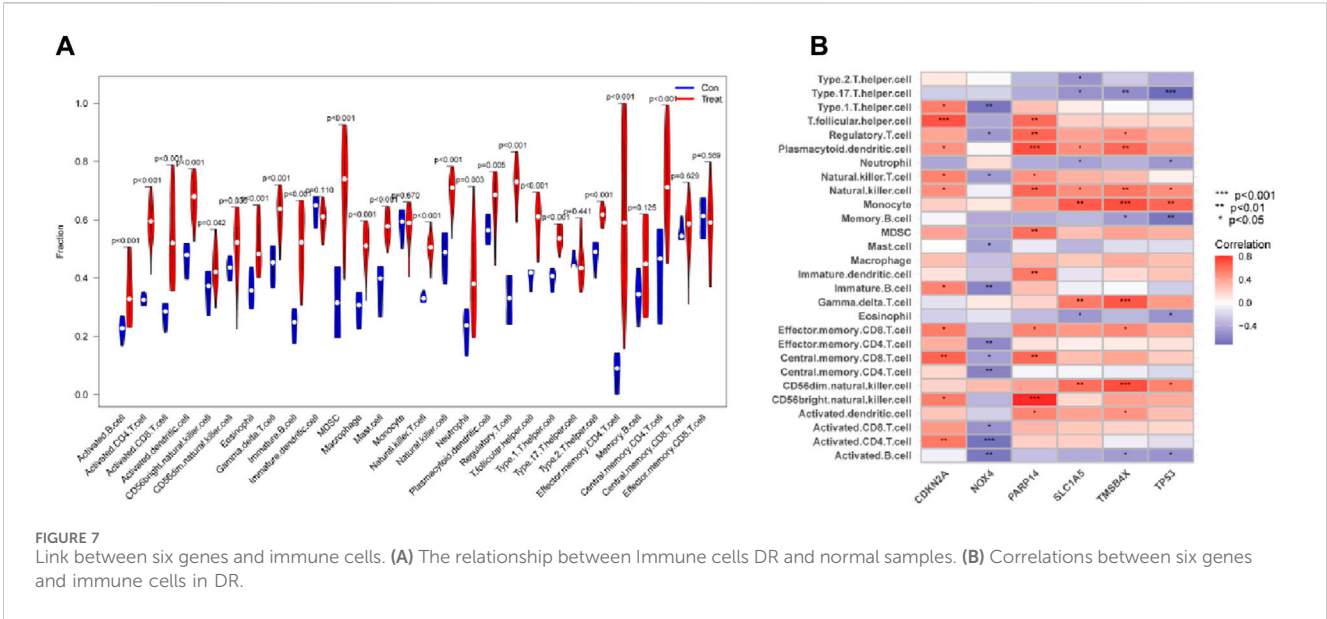 A
B
Con
Treat
Fraction
1.0
0.8
0.6
0.4
0.2
0.0
p<0.001
p<0.001
p<0.001
p<0.001
p=0.042
p<0.001
p<0.001
p<0.001
p=0.110
p<0.001
p<0.001
p<0.001
p=0.670
p<0.001
p<0.001
p=0.003
p=0.005
p<0.001
p<0.001
p<0.001
p=0.441
p<0.001
p<0.001
p=0.125
p<0.001
p=0.629
p=0.569
Activated.B.cell
Activated.CD4.T.cell
Activated.CD8.T.cell
Activated.dendritic.cell
CD56bright.natural.killer.cell
CD56dim.natural.killer.cell
Eosinophil
Gamma.delta.T.cell
Immature.B.cell
Immature.dendritic.cell
MDSC
Macrophage
Mast.cell
Monocyte
Natural.killer.T.cell
Natural.killer.cell
Neutrophil
Plasmacytoid.dendritic.cell
Regulatory.T.cell
T.follicular.helper.cell
Type.1.T.helper.cell
Type.17.T.helper.cell
Type.2.T.helper.cell
Effector.memory.CD4.T.cell
Memory.B.cell
Central.memory.CD4.T.cell
Central.memory.CD8.T.cell
Effector.memory.CD8.T.cell
Type.2.T.helper.cell *
Type.17.T.helper.cell * ** ***
Type.1.T.helper.cell * **
T.follicular.helper.cell *** **
Regulatory.T.cell * ** *
Plasmacytoid.dendritic.cell * *** * **
Neutrophil * *
Natural.killer.T.cell * * *
Natural.killer.cell * ** * ** *
Monocyte ** *** **
Memory.B.cell * **
MDSC **
Mast.cell *
Macrophage
Immature.dendritic.cell **
Immature.B.cell * **
Gamma.delta.T.cell ** ***
Eosinophil * *
Effector.memory.CD8.T.cell * * *
Effector.memory.CD4.T.cell **
Central.memory.CD8.T.cell ** * **
Central.memory.CD4.T.cell **
CD56dim.natural.killer.cell ** *** *
CD56bright.natural.killer.cell * ***
Activated.dendritic.cell * *
Activated.CD8.T.cell *
Activated.CD4.T.cell ** ***
Activated.B.cell ** * *
CDKN2A
NOX4
PARP14
SLC1A5
TMSB4X
TP53
*** p<0.001
** p<0.01
* p<0.05
Correlation
0.8
0.4
0.0
−0.4
FIGURE 7
Link between six genes and immune cells. (A) The relationship between Immune cells DR and normal samples. (B) Correlations between six genes
and immune cells in DR.